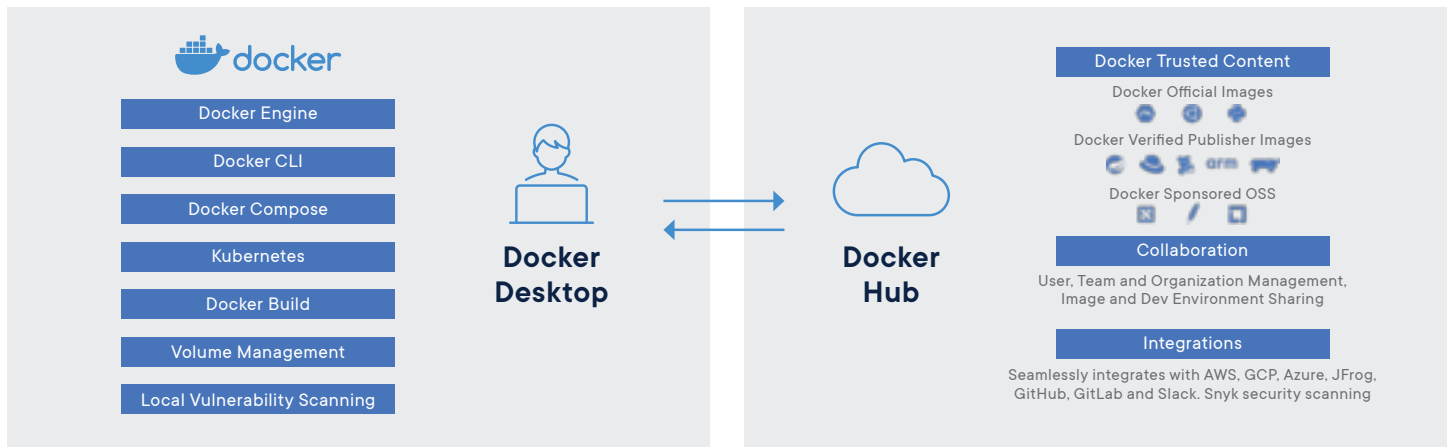 docker
Docker Engine
Docker CLI
Docker Compose
Kubernetes
Docker Build
Volume Management
Local Vulnerability Scanning
Docker
Desktop
Docker
Hub
Docker Trusted Content
Docker Official Images
Docker Verified Publisher Images
arm
Docker Sponsored OSS
Collaboration
User, Team and Organization Management,
Image and Dev Environment Sharing
Integrations
Seamlessly integrates with AWS, GCP, Azure, JFrog,
GitHub, GitLab and Slack. Snyk security scanning